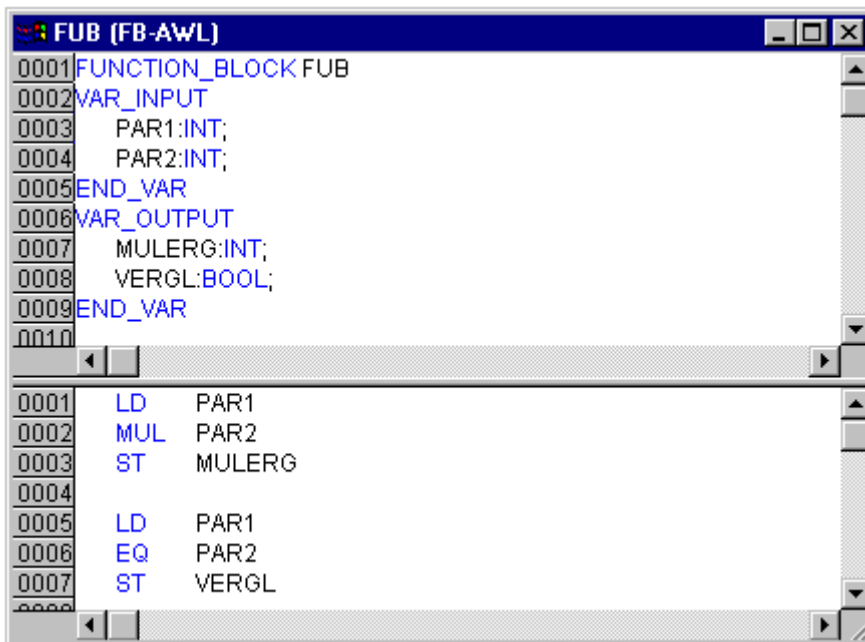 FUB (FB-AWL)
0001 FUNCTION_BLOCK FUB
0002 VAR_INPUT
0003 PAR1:INT;
0004 PAR2:INT;
0005 END_VAR
0006 VAR_OUTPUT
0007 MULERG:INT;
0008 VERGL:BOOL;
0009 END_VAR
0010
0001 LD PAR1
0002 MUL PAR2
0003 ST MULERG
0004
0005 LD PAR1
0006 EQ PAR2
0007 ST VERGL